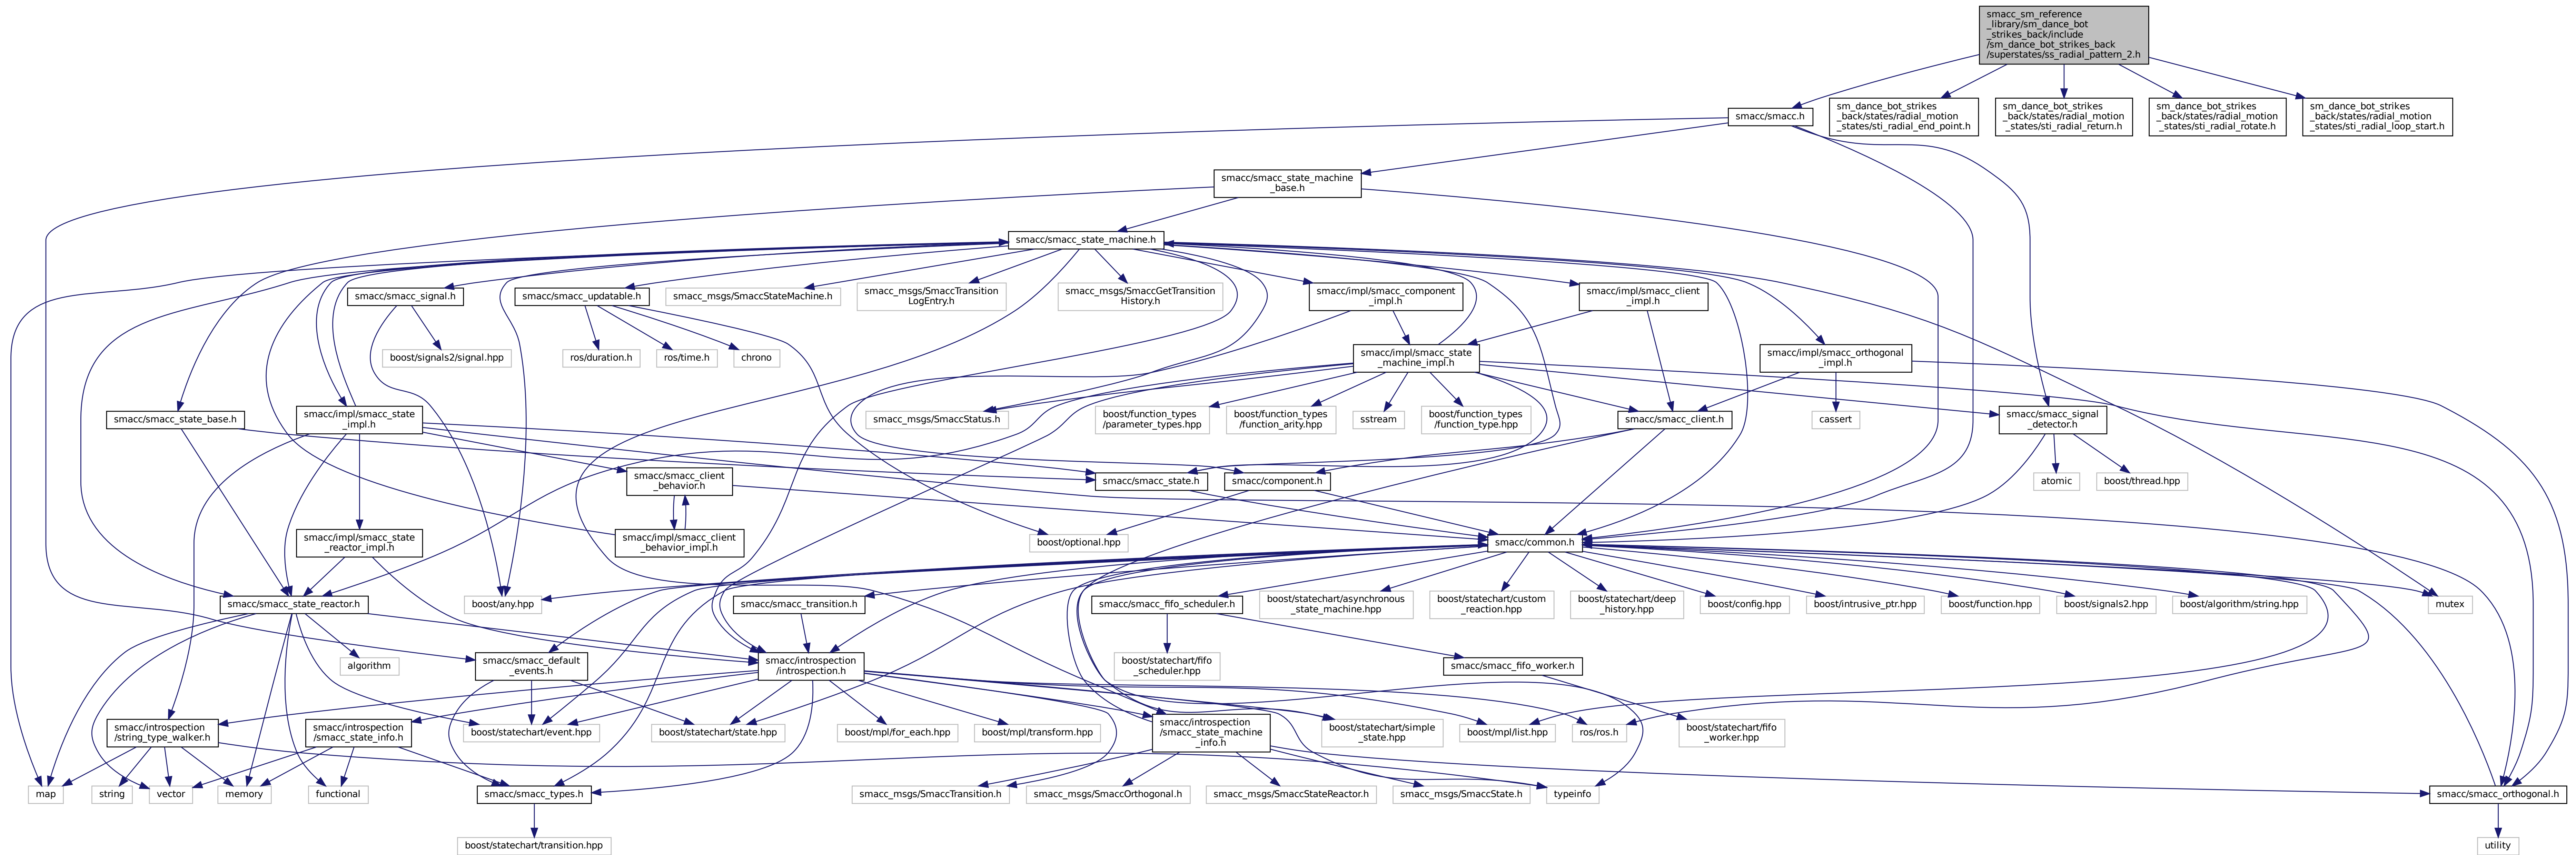 smacc_sm_reference
_library/sm_dance_bot
_strikes_back/include
/sm_dance_bot_strikes_back
/superstates/ss_radial_pattern_2.h
smacc/smacc.h
sm_dance_bot_strikes
_back/states/radial_motion
_states/sti_radial_end_point.h
sm_dance_bot_strikes
_back/states/radial_motion
_states/sti_radial_return.h
sm_dance_bot_strikes
_back/states/radial_motion
_states/sti_radial_rotate.h
sm_dance_bot_strikes
_back/states/radial_motion
_states/sti_radial_loop_start.h
smacc/smacc_state_machine
_base.h
smacc/smacc_state_machine.h
smacc/smacc_signal.h
smacc/smacc_updatable.h
smacc_msgs/SmaccStateMachine.h
smacc_msgs/SmaccTransition
LogEntry.h
smacc_msgs/SmaccGetTransition
History.h
smacc/impl/smacc_component
_impl.h
smacc/impl/smacc_client
_impl.h
boost/signals2/signal.hpp
ros/duration.h
ros/time.h
chrono
smacc/impl/smacc_state
_machine_impl.h
smacc/impl/smacc_orthogonal
_impl.h
smacc/smacc_state_base.h
smacc/impl/smacc_state
_impl.h
smacc_msgs/SmaccStatus.h
boost/function_types
/parameter_types.hpp
boost/function_types
/function_arity.hpp
sstream
boost/function_types
/function_type.hpp
smacc/smacc_client.h
cassert
smacc/smacc_signal
_detector.h
smacc/smacc_client
_behavior.h
smacc/smacc_state.h
smacc/component.h
atomic
boost/thread.hpp
smacc/impl/smacc_state
_reactor_impl.h
smacc/impl/smacc_client
_behavior_impl.h
boost/optional.hpp
smacc/common.h
smacc/smacc_state_reactor.h
boost/any.hpp
smacc/smacc_transition.h
smacc/smacc_fifo_scheduler.h
boost/statechart/asynchronous
_state_machine.hpp
boost/statechart/custom
_reaction.hpp
boost/statechart/deep
_history.hpp
boost/config.hpp
boost/intrusive_ptr.hpp
boost/function.hpp
boost/signals2.hpp
boost/algorithm/string.hpp
mutex
algorithm
smacc/smacc_default
_events.h
smacc/introspection
/introspection.h
boost/statechart/fifo
_scheduler.hpp
smacc/smacc_fifo_worker.h
smacc/introspection
/string_type_walker.h
smacc/introspection
/smacc_state_info.h
boost/statechart/event.hpp
boost/statechart/state.hpp
boost/mpl/for_each.hpp
boost/mpl/transform.hpp
smacc/introspection
/smacc_state_machine
_info.h
boost/statechart/simple
_state.hpp
boost/mpl/list.hpp
ros/ros.h
boost/statechart/fifo
_worker.hpp
map
string
vector
memory
functional
smacc/smacc_types.h
smacc_msgs/SmaccTransition.h
smacc_msgs/SmaccOrthogonal.h
smacc_msgs/SmaccStateReactor.h
smacc_msgs/SmaccState.h
typeinfo
smacc/smacc_orthogonal.h
boost/statechart/transition.hpp
utility